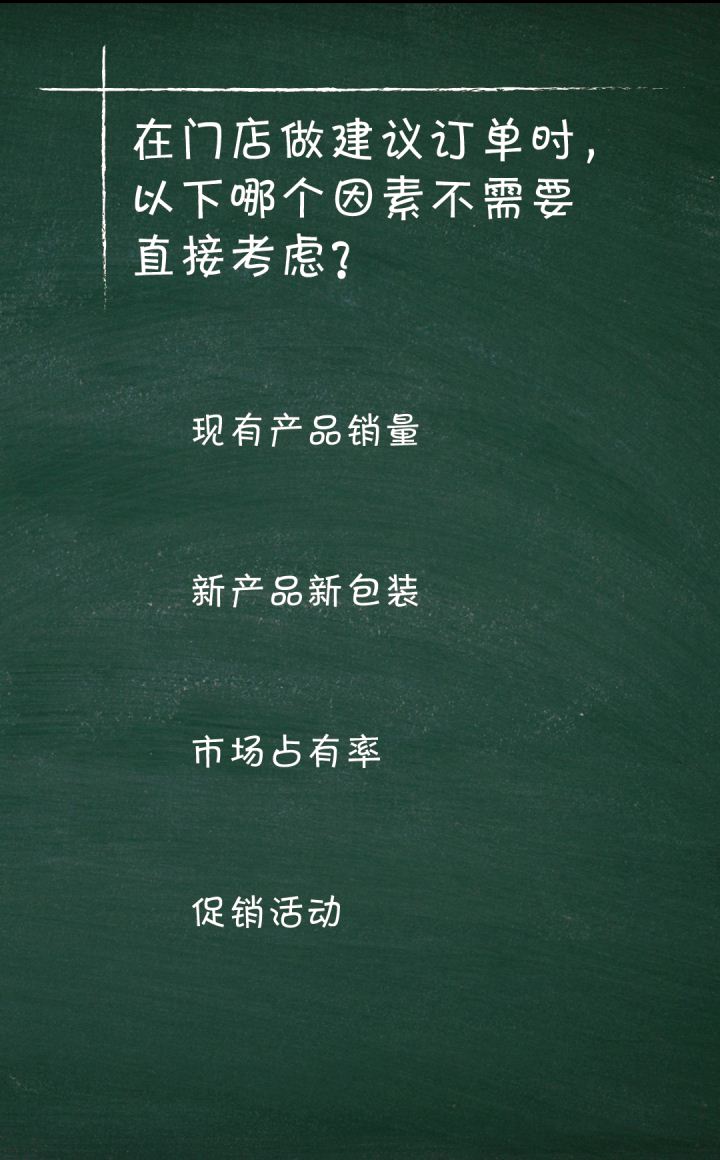 在门店做建议订单时，
以下哪个因素不需要
直接考虑？
现有产品销量
新产品新包装
市场占有率
促销活动